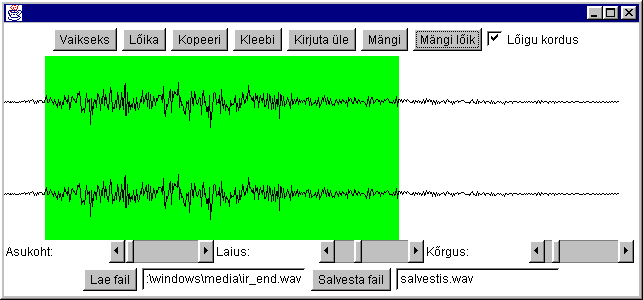 Vaikseks Lõika Kopeeri Kleebi Kirjuta üle Mängi Mängi lõik Lõigu kordus
Asukoht: Laius: Kõrgus:
Lae fail :\windows\media\ir_end.wav Salvesta fail salvestis.wav